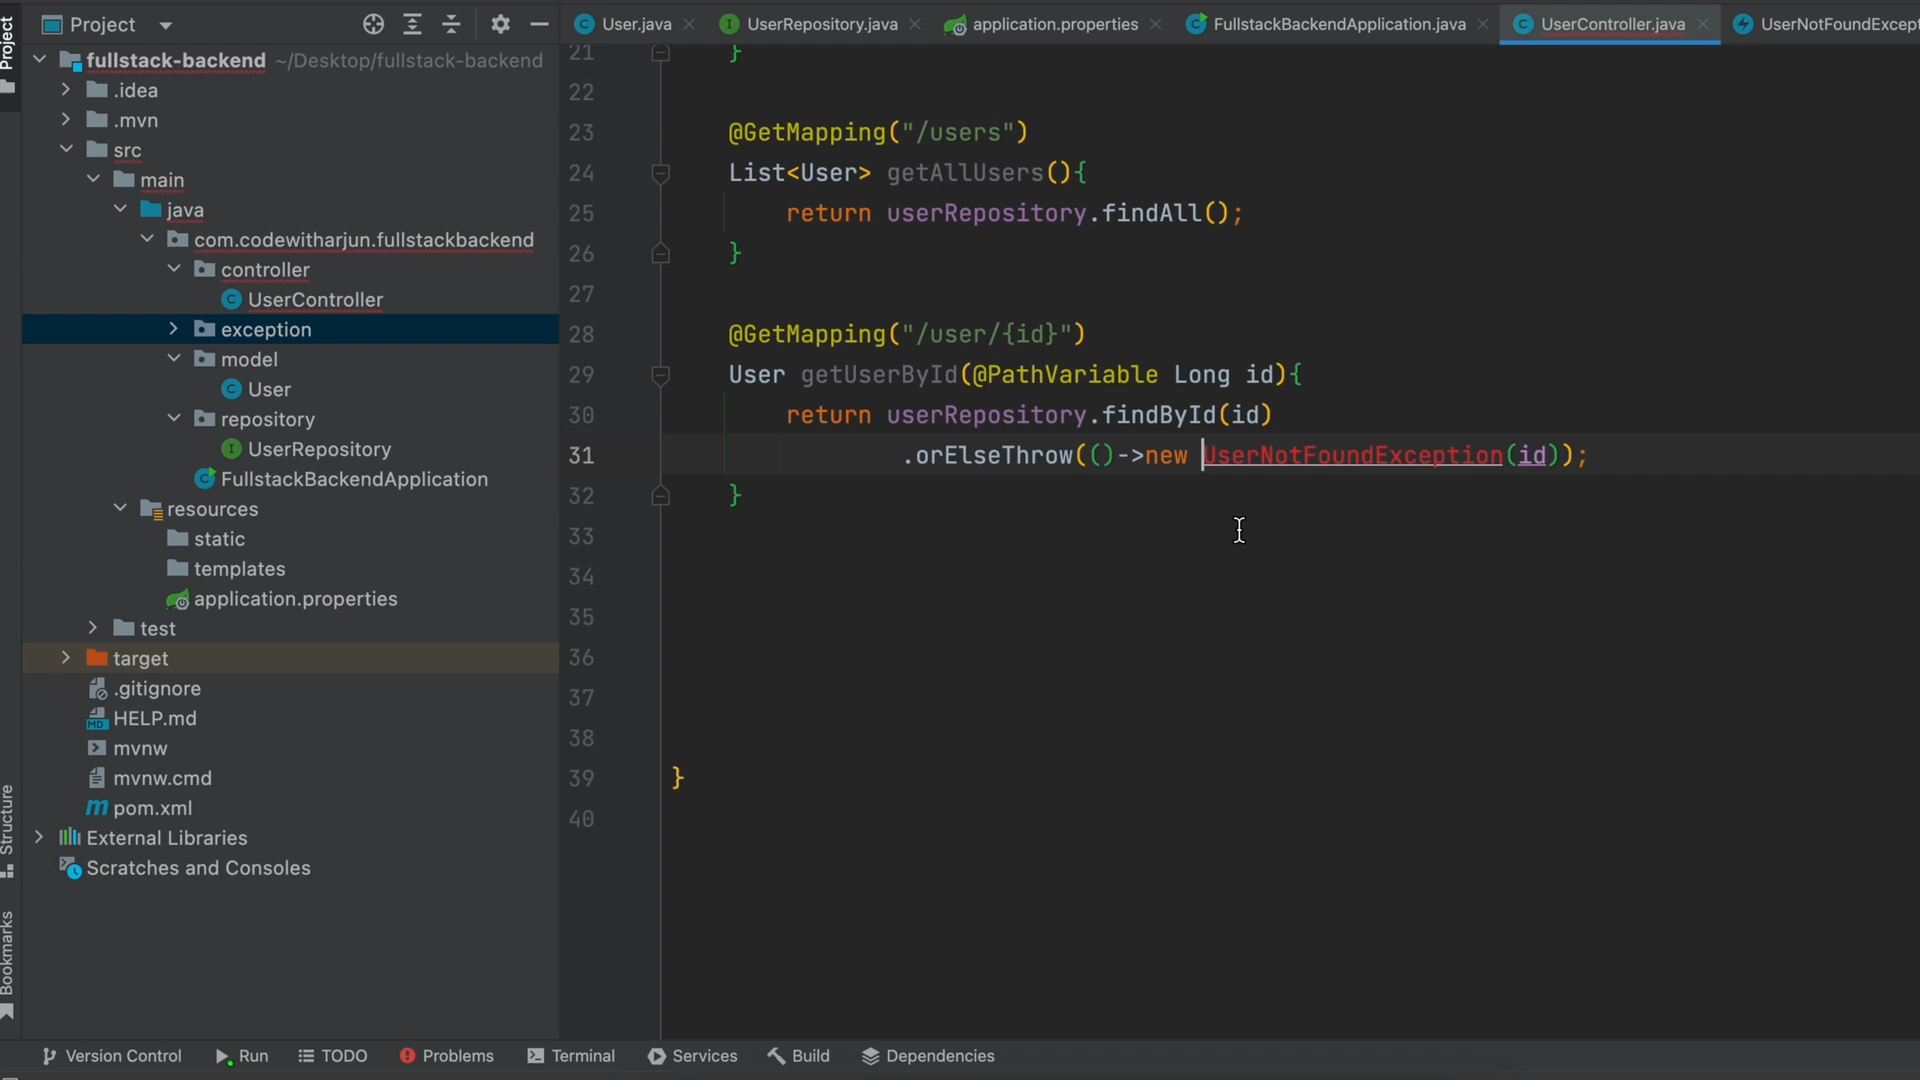 Project
User.java
UserRepository.java
application.properties
FullstackBackendApplication.java
UserController.java
UserNotFoundExcept
Project
fullstack-backend ~/Desktop/fullstack-backend
.idea
.mvn
src
main
java
com.codewitharjun.fullstackbackend
controller
UserController
exception
model
User
repository
UserRepository
FullstackBackendApplication
resources
static
templates
application.properties
test
target
.gitignore
HELP.md
mvnw
mvnw.cmd
pom.xml
External Libraries
Scratches and Consoles
Structure
Bookmarks
21 }
22
23 @GetMapping("/users")
24 List<User> getAllUsers(){
25 return userRepository.findAll();
26 }
27
28 @GetMapping("/user/{id}")
29 User getUserById(@PathVariable Long id){
30 return userRepository.findById(id)
31 .orElseThrow(()->new UserNotFoundException(id));
32 }
33
34
35
36
37
38
39 }
40
Version Control
Run
TODO
Problems
Terminal
Services
Build
Dependencies